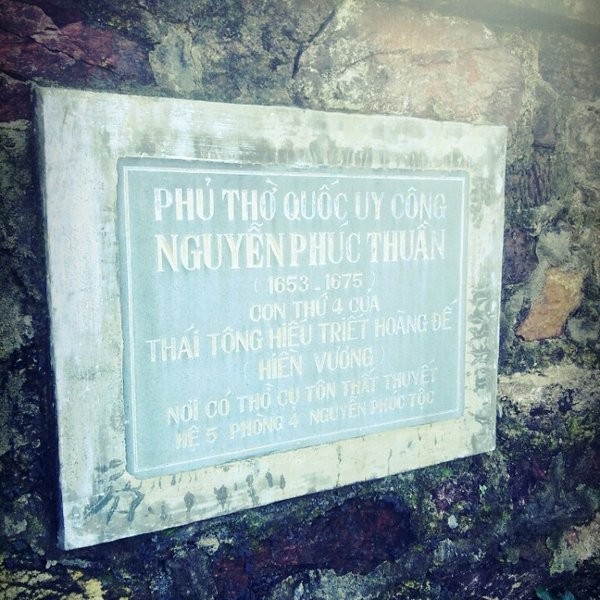 PHỦ THỜ QUỐC UY CÔNG
NGUYỄN PHÚC THUẦN
( 1653 - 1675 )
CON THỨ 4 CỦA
THÁI TÔNG HIẾU TRIẾT HOÀNG ĐẾ
( HIỀN VƯƠNG )
NƠI CÓ THỜ CỤ TÔN THẤT THUYẾT
HỆ 5 PHÒNG 4 NGUYỄN PHÚC TỘC